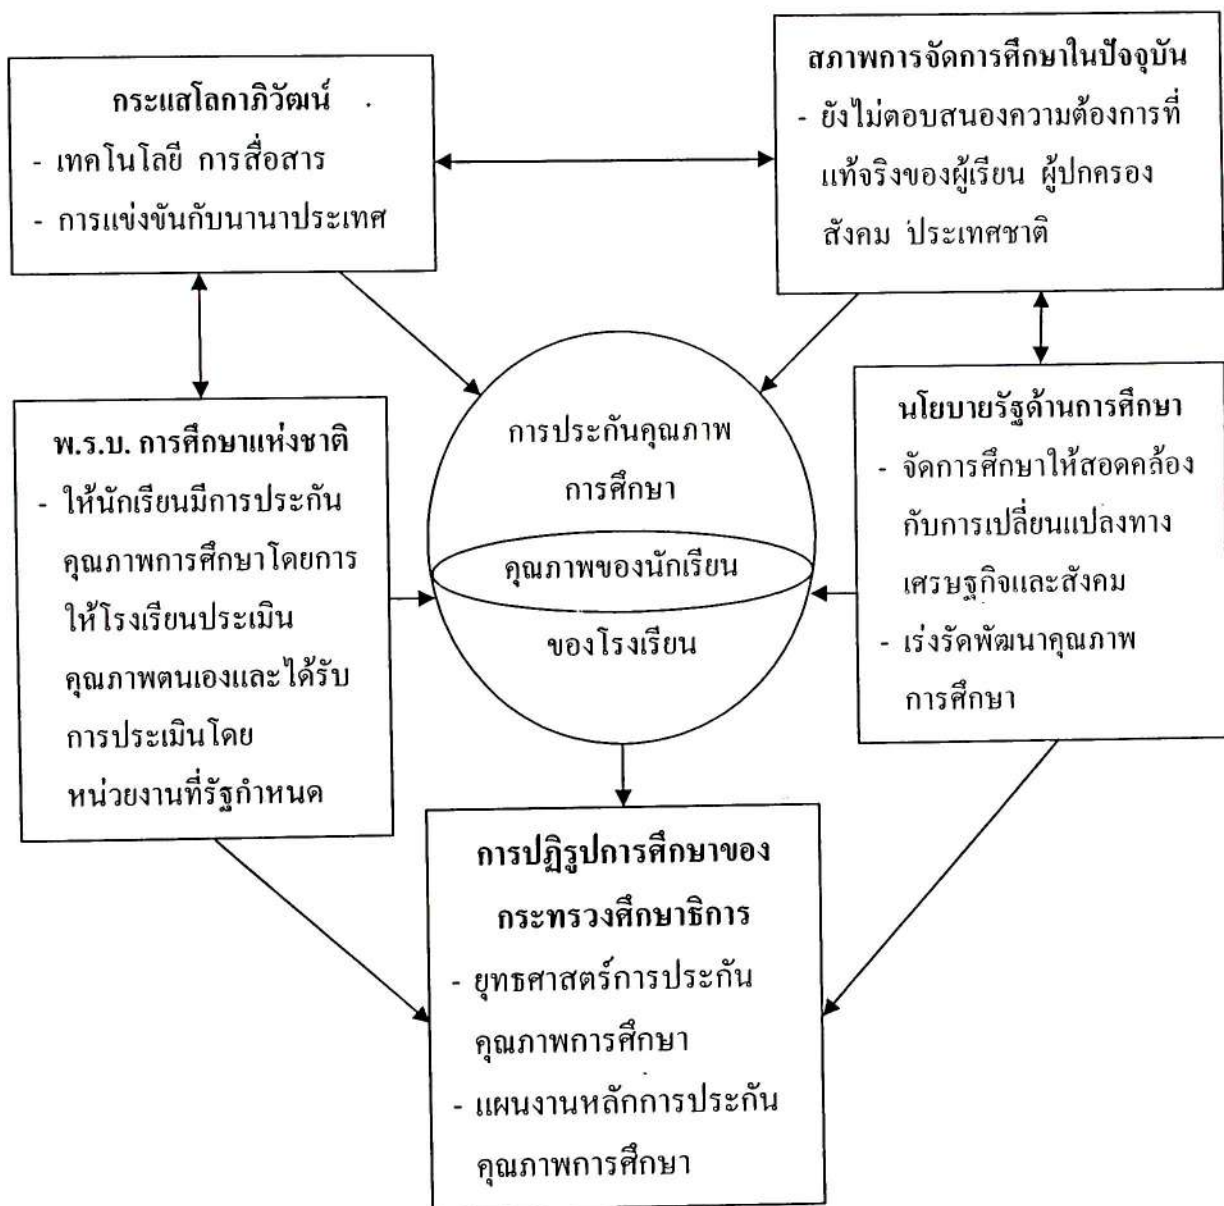 กระแสโลกาภิวัฒน์
- เทคโนโลยี การสื่อสาร
- การแข่งขันกับนานาประเทศ
สภาพการจัดการศึกษาในปัจจุบัน
- ยังไม่ตอบสนองความต้องการที่
แท้จริงของผู้เรียน ผู้ปกครอง
สังคม ประเทศชาติ
พ.ร.บ. การศึกษาแห่งชาติ
- ให้นักเรียนมีการประกัน
คุณภาพการศึกษาโดยการ
ให้โรงเรียนประเมิน
คุณภาพตนเองและได้รับ
การประเมินโดย
หน่วยงานที่รัฐกำหนด
การประกันคุณภาพ
การศึกษา
คุณภาพของนักเรียน
ของโรงเรียน
นโยบายรัฐด้านการศึกษา
- จัดการศึกษาให้สอดคล้อง
กับการเปลี่ยนแปลงทาง
เศรษฐกิจและสังคม
- เร่งรัดพัฒนาคุณภาพ
การศึกษา
การปฏิรูปการศึกษาของ
กระทรวงศึกษาธิการ
- ยุทธศาสตร์การประกัน
คุณภาพการศึกษา
- แผนงานหลักการประกัน
คุณภาพการศึกษา